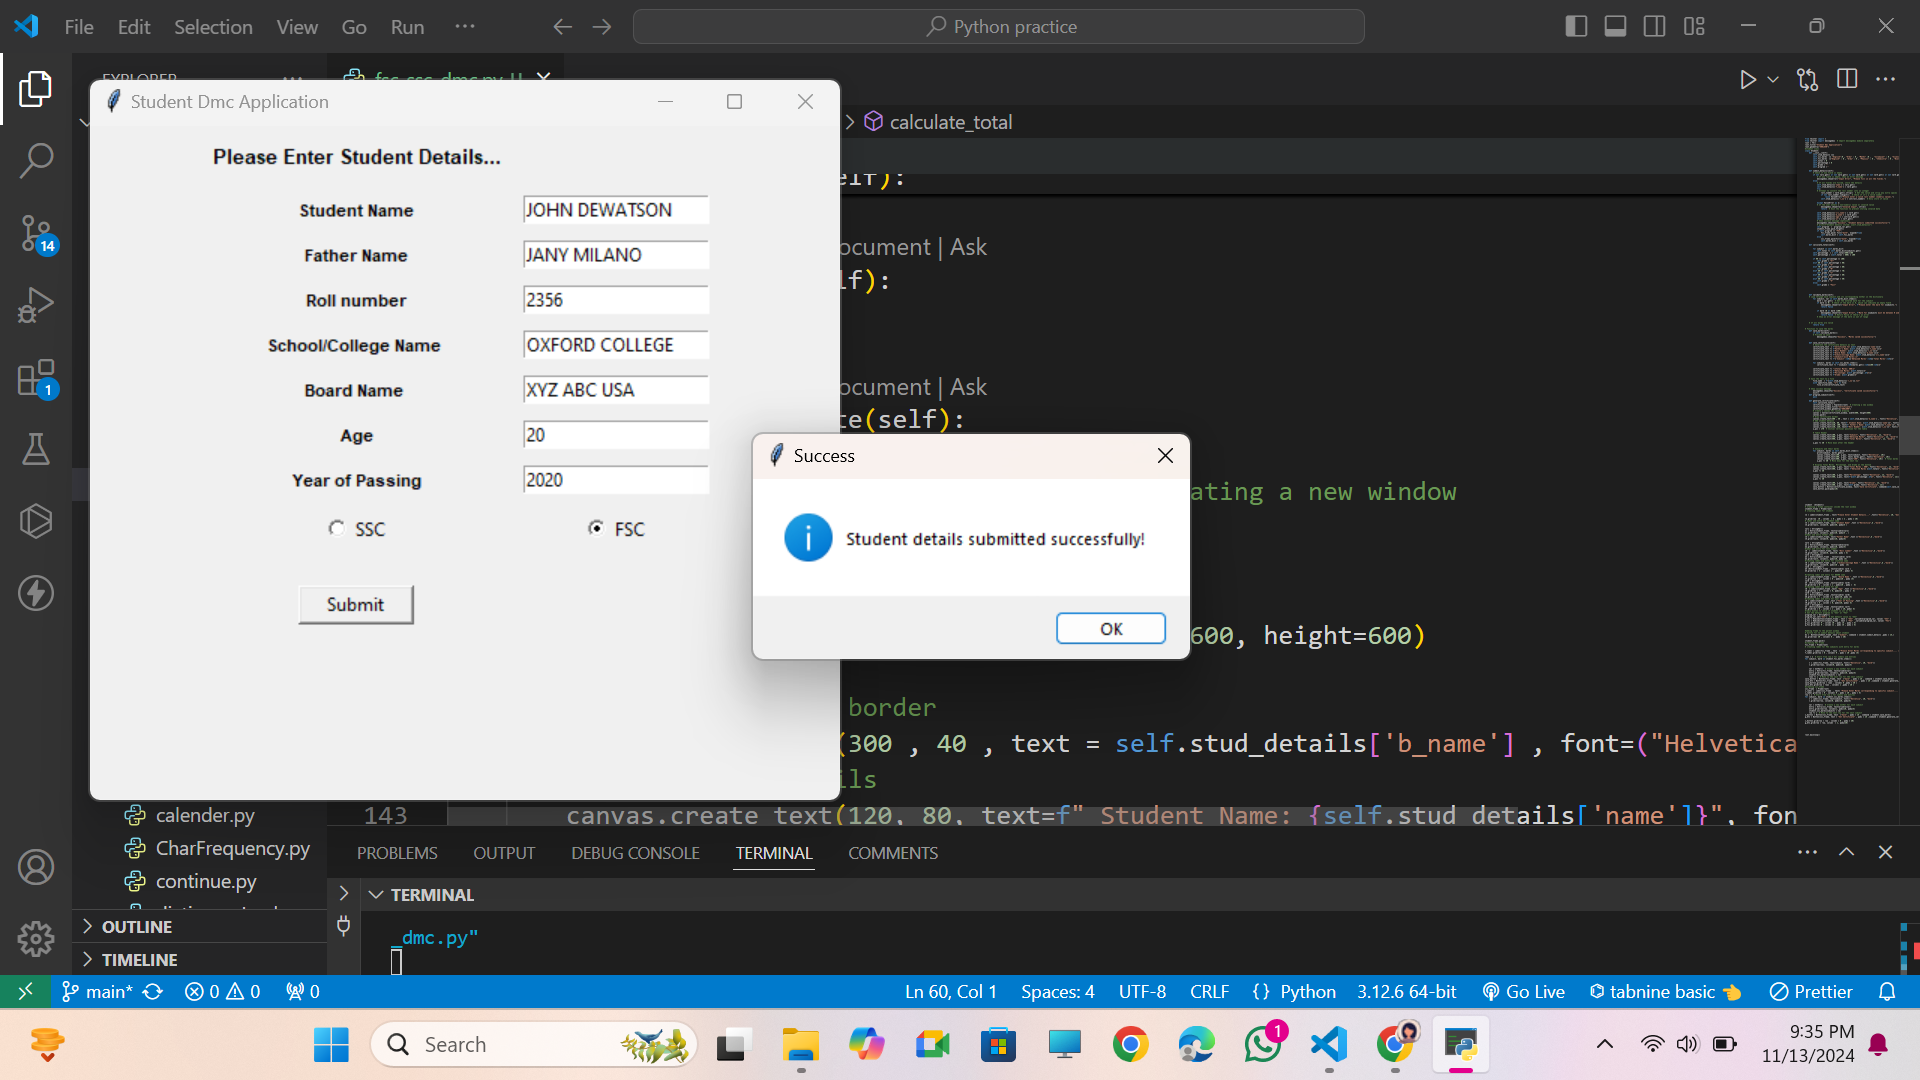 File Edit Selection View Go Run ··· Python practice
EXPLORER ···
fsc_ssc_dmc.py U
Student Dmc Application
calculate_total
Please Enter Student Details...
Student Name JOHN DEWATSON
Father Name JANY MILANO
Roll number 2356
School/College Name OXFORD COLLEGE
Board Name XYZ ABC USA
Age 20
Year of Passing 2020
SSC FSC
Submit
elf):
ocument | Ask
lf):
ocument | Ask
te(self):
Success
Student details submitted successfully!
OK
ating a new window
600, height=600)
border
(300 , 40 , text = self.stud_details['b_name'] , font=("Helvetica
ils
143 canvas.create_text(120, 80, text=f" Student Name: {self.stud_details['name']}", fon
calender.py
CharFrequency.py
continue.py
OUTLINE
TIMELINE
14
1
PROBLEMS OUTPUT DEBUG CONSOLE TERMINAL COMMENTS
TERMINAL
_dmc.py"
main* 0 0 0 Ln 60, Col 1 Spaces: 4 UTF-8 CRLF {} Python 3.12.6 64-bit Go Live tabnine basic Prettier
Search
1
9:35 PM
11/13/2024